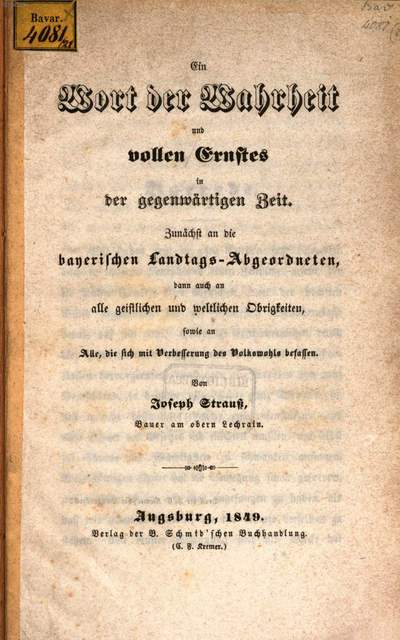 Bavar.
4081
Bav
4081
Ein
Wort der Wahrheit
und
vollen Ernstes
in
der gegenwärtigen Zeit.
Zunächst an die
bayerischen Landtags-Abgeordneten,
dann auch an
alle geistlichen und weltlichen Obrigkeiten,
sowie an
Alle, die sich mit Verbesserung des Volkswohls befassen.
Von
Joseph Strauß,
Bauer am obern Lechrain.
Augsburg, 1849.
Verlag der B. Schmid'schen Buchhandlung.
(C. F. Kremer.)